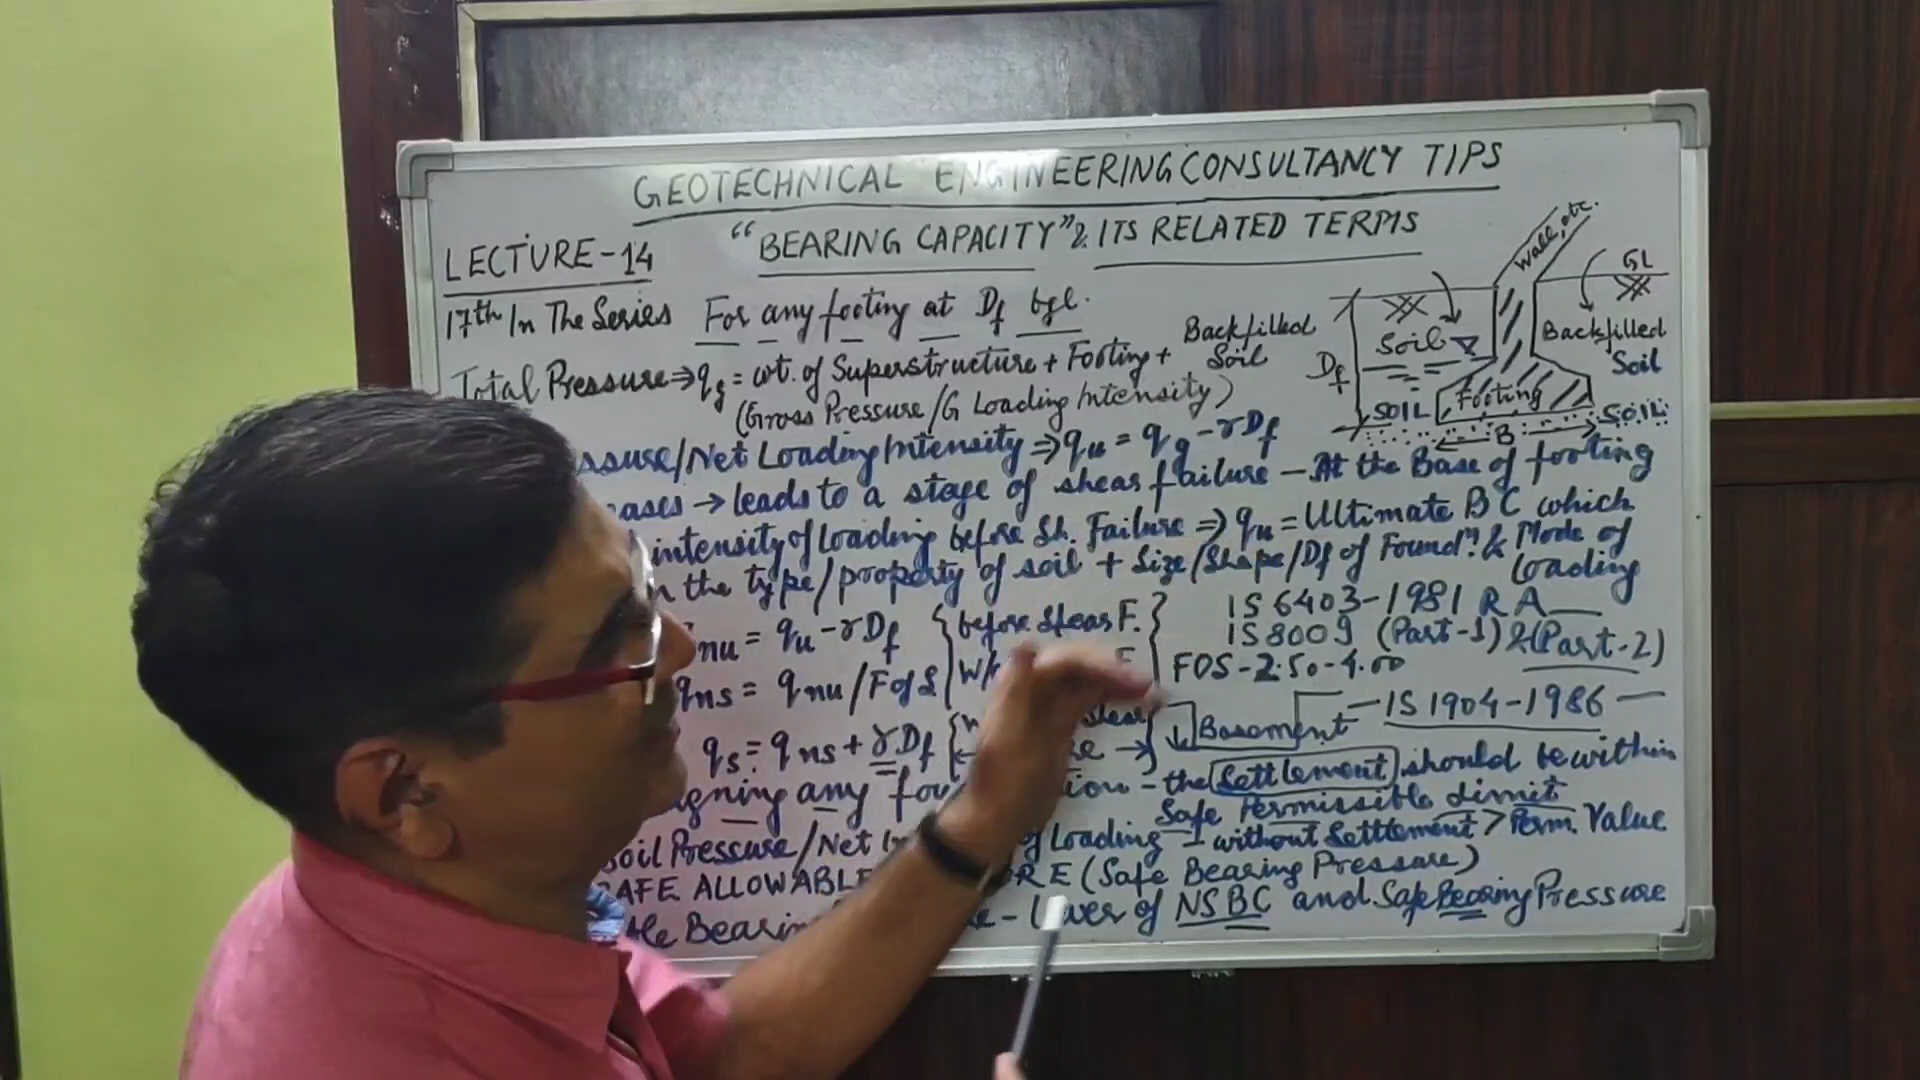 GEOTECHNICAL ENGINEERING CONSULTANCY TIPS
"BEARING CAPACITY" & ITS RELATED TERMS
LECTURE-14
17th In The Series
For any footing at Df bgl.
Total Pressure ⇒ qg = wt. of Superstructure + Footing + Backfilled Soil
(Gross Pressure/G Loading Intensity)
Wall, etc.
GL
Soil
Backfilled
Soil
Df
Footing
SOIL
SOIL
B
/Net Loading Intensity ⇒ qn = qg - γDf
→ leads to a stage of shear failure - At the Base of footing
intensity of Loading before Sh. Failure ⇒ qu = Ultimate BC which
the type/property of soil + Size/Shape/Df of Foundn. & Mode of Loading
qnu = qu - γDf
{before shear F.}
IS 6403-1981 RA
IS 8009 (Part-1) & (Part-2)
qns = qnu/FofS
FOS-2.50-4.00
IS 1904-1986
Basement
qs = qns + γDf
shear
any
- the Settlement should be within
Safe Permissible Limit
Soil Pressure/Net
Loading - without Settlement > Perm. Value
SAFE ALLOWABLE
(Safe Bearing Pressure)
- Lower of NSBC and Safe Bearing Pressure